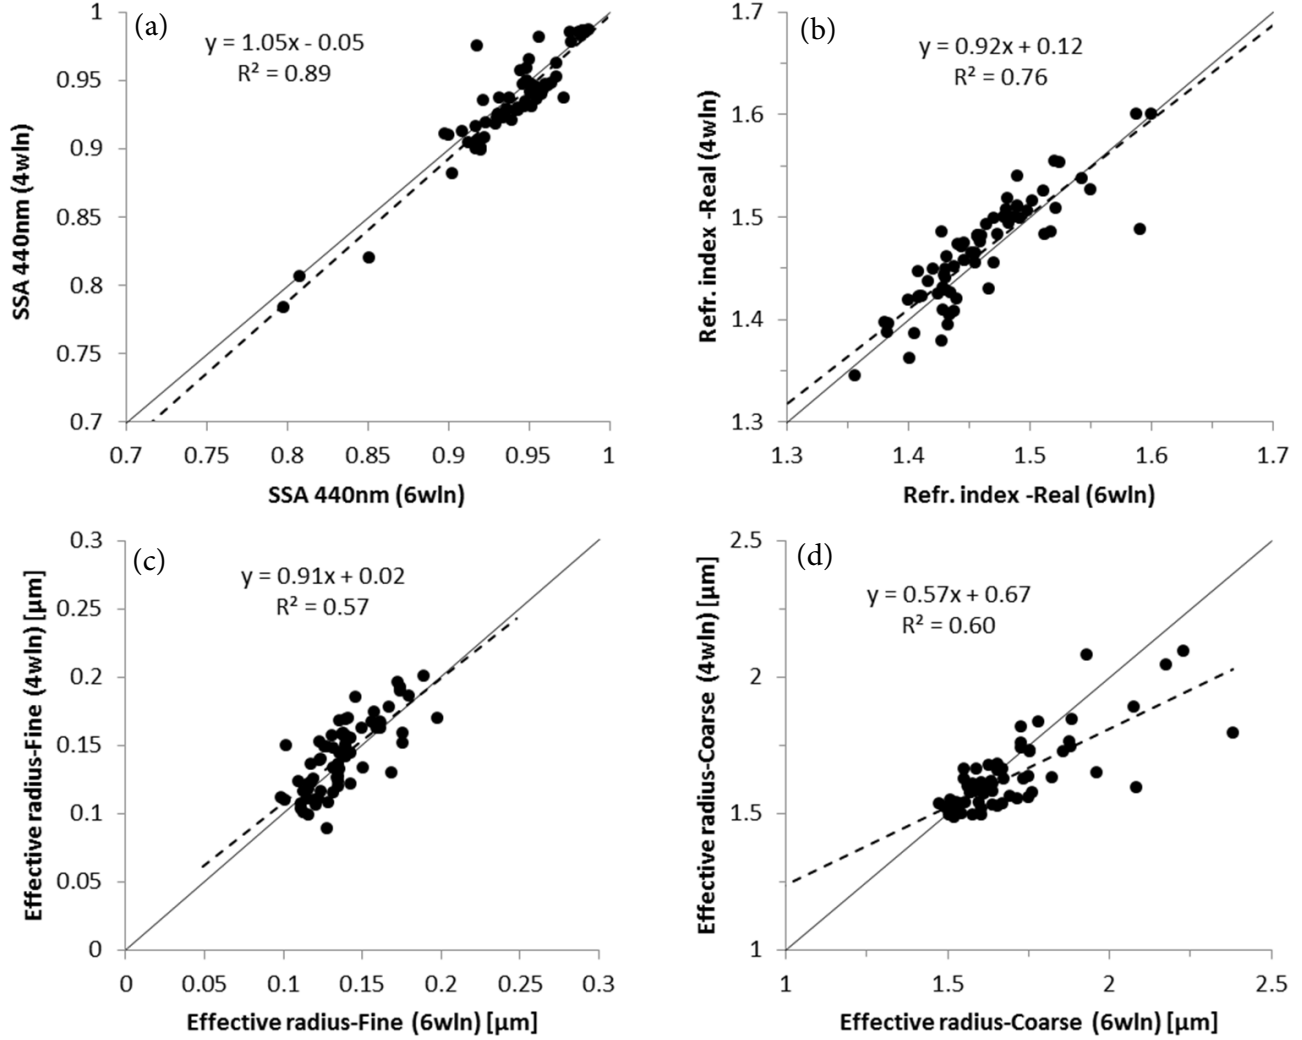 (a)
y = 1.05x - 0.05
R² = 0.89
1
0.95
0.9
0.85
0.8
0.75
0.7
SSA 440nm (4wln)
0.7 0.75 0.8 0.85 0.9 0.95 1
SSA 440nm (6wln)
(b)
y = 0.92x + 0.12
R² = 0.76
1.7
1.6
1.5
1.4
1.3
Refr. index -Real (4wln)
1.3 1.4 1.5 1.6 1.7
Refr. index -Real (6wln)
(c)
y = 0.91x + 0.02
R² = 0.57
0.3
0.25
0.2
0.15
0.1
0.05
0
Effective radius-Fine (4wln) [µm]
0 0.05 0.1 0.15 0.2 0.25 0.3
Effective radius-Fine (6wln) [µm]
(d)
y = 0.57x + 0.67
R² = 0.60
2.5
2
1.5
1
Effective radius-Coarse (4wln) [µm]
1 1.5 2 2.5
Effective radius-Coarse (6wln) [µm]